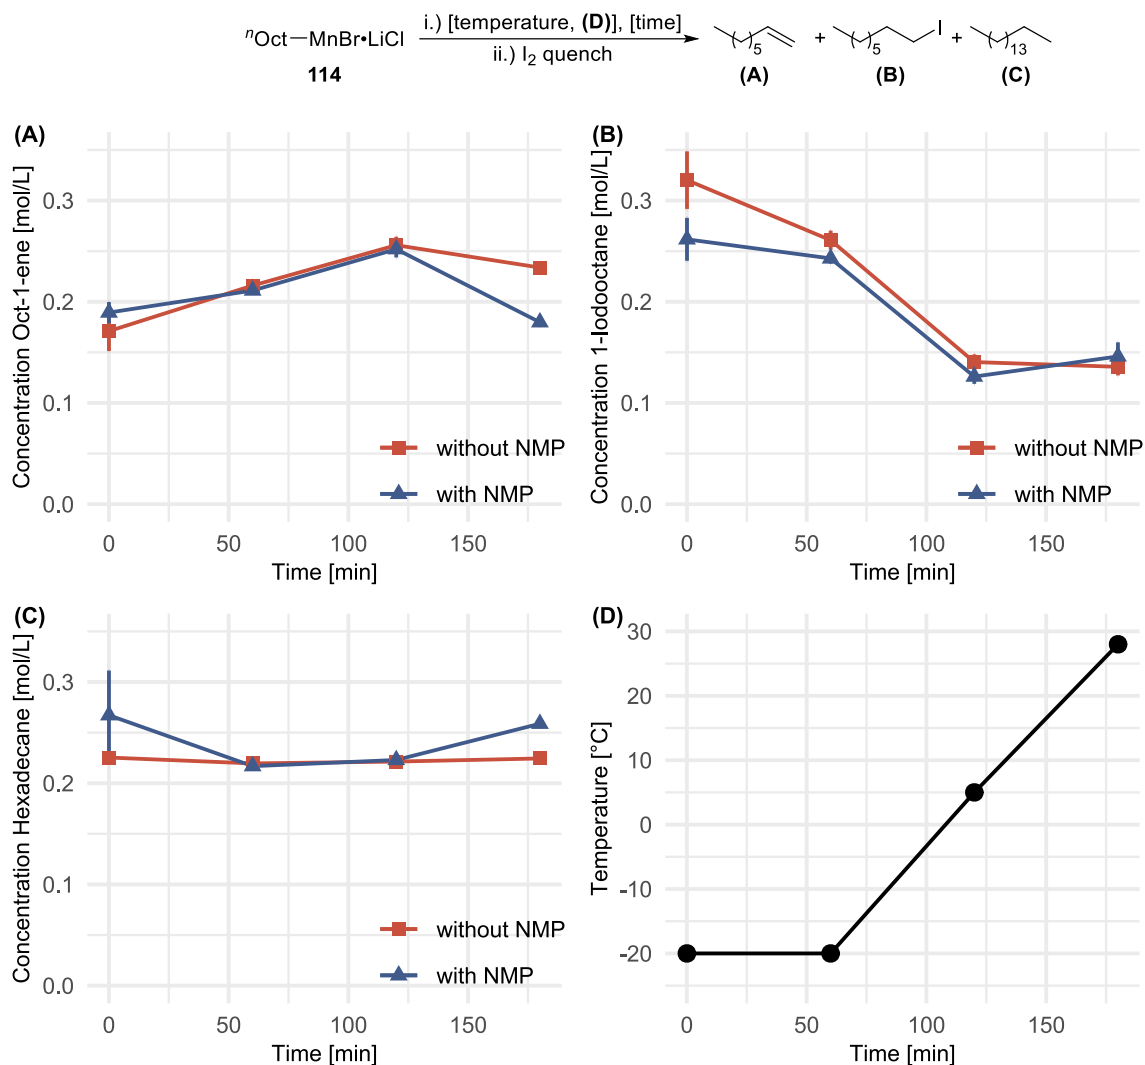 ⁿOct—MnBr•LiCl
114
i.) [temperature, (D)], [time]
ii.) I₂ quench
( )5
(A)
+
( )5
I
(B)
+
( )13
(C)
(A)
Concentration Oct-1-ene [mol/L]
0.3
0.2
0.1
0.0
without NMP
with NMP
0 50 100 150
Time [min]
(B)
Concentration 1-Iodooctane [mol/L]
0.3
0.2
0.1
0.0
without NMP
with NMP
0 50 100 150
Time [min]
(C)
Concentration Hexadecane [mol/L]
0.3
0.2
0.1
0.0
without NMP
with NMP
0 50 100 150
Time [min]
(D)
Temperature [°C]
30
20
10
0
-10
-20
0 50 100 150
Time [min]